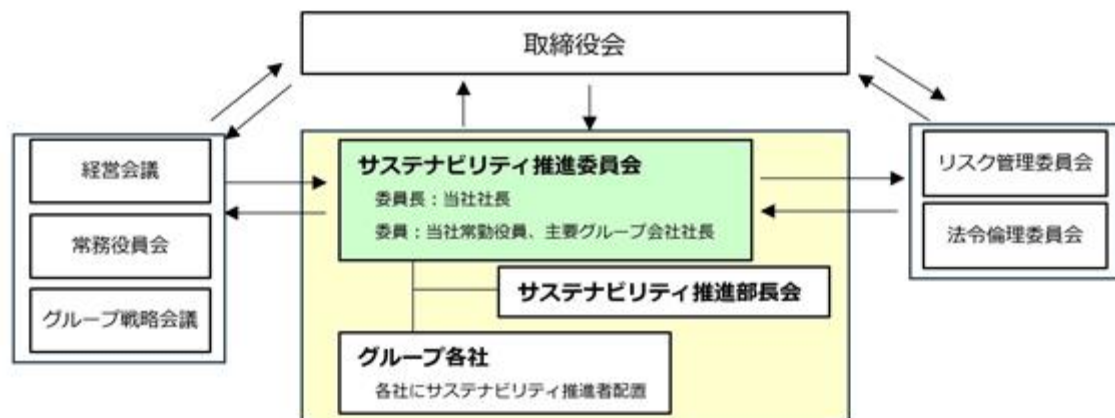 取締役会
経営会議
常務役員会
グループ戦略会議
サステナビリティ推進委員会
委員長：当社社長
委員：当社常勤役員、主要グループ会社社長
サステナビリティ推進部長会
グループ各社
各社にサステナビリティ推進者配置
リスク管理委員会
法令倫理委員会